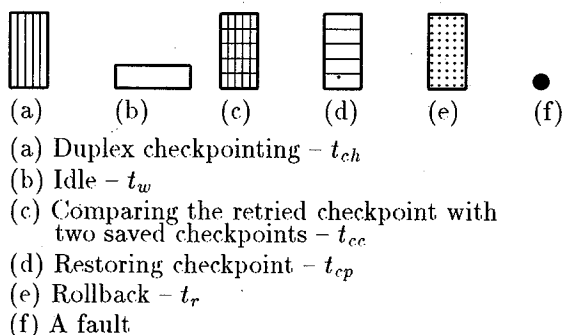 (a) (b) (c) (d) (e) (f)
(a) Duplex checkpointing – t_ch
(b) Idle – t_w
(c) Comparing the retried checkpoint with
two saved checkpoints – t_cc
(d) Restoring checkpoint – t_cp
(e) Rollback – t_r
(f) A fault